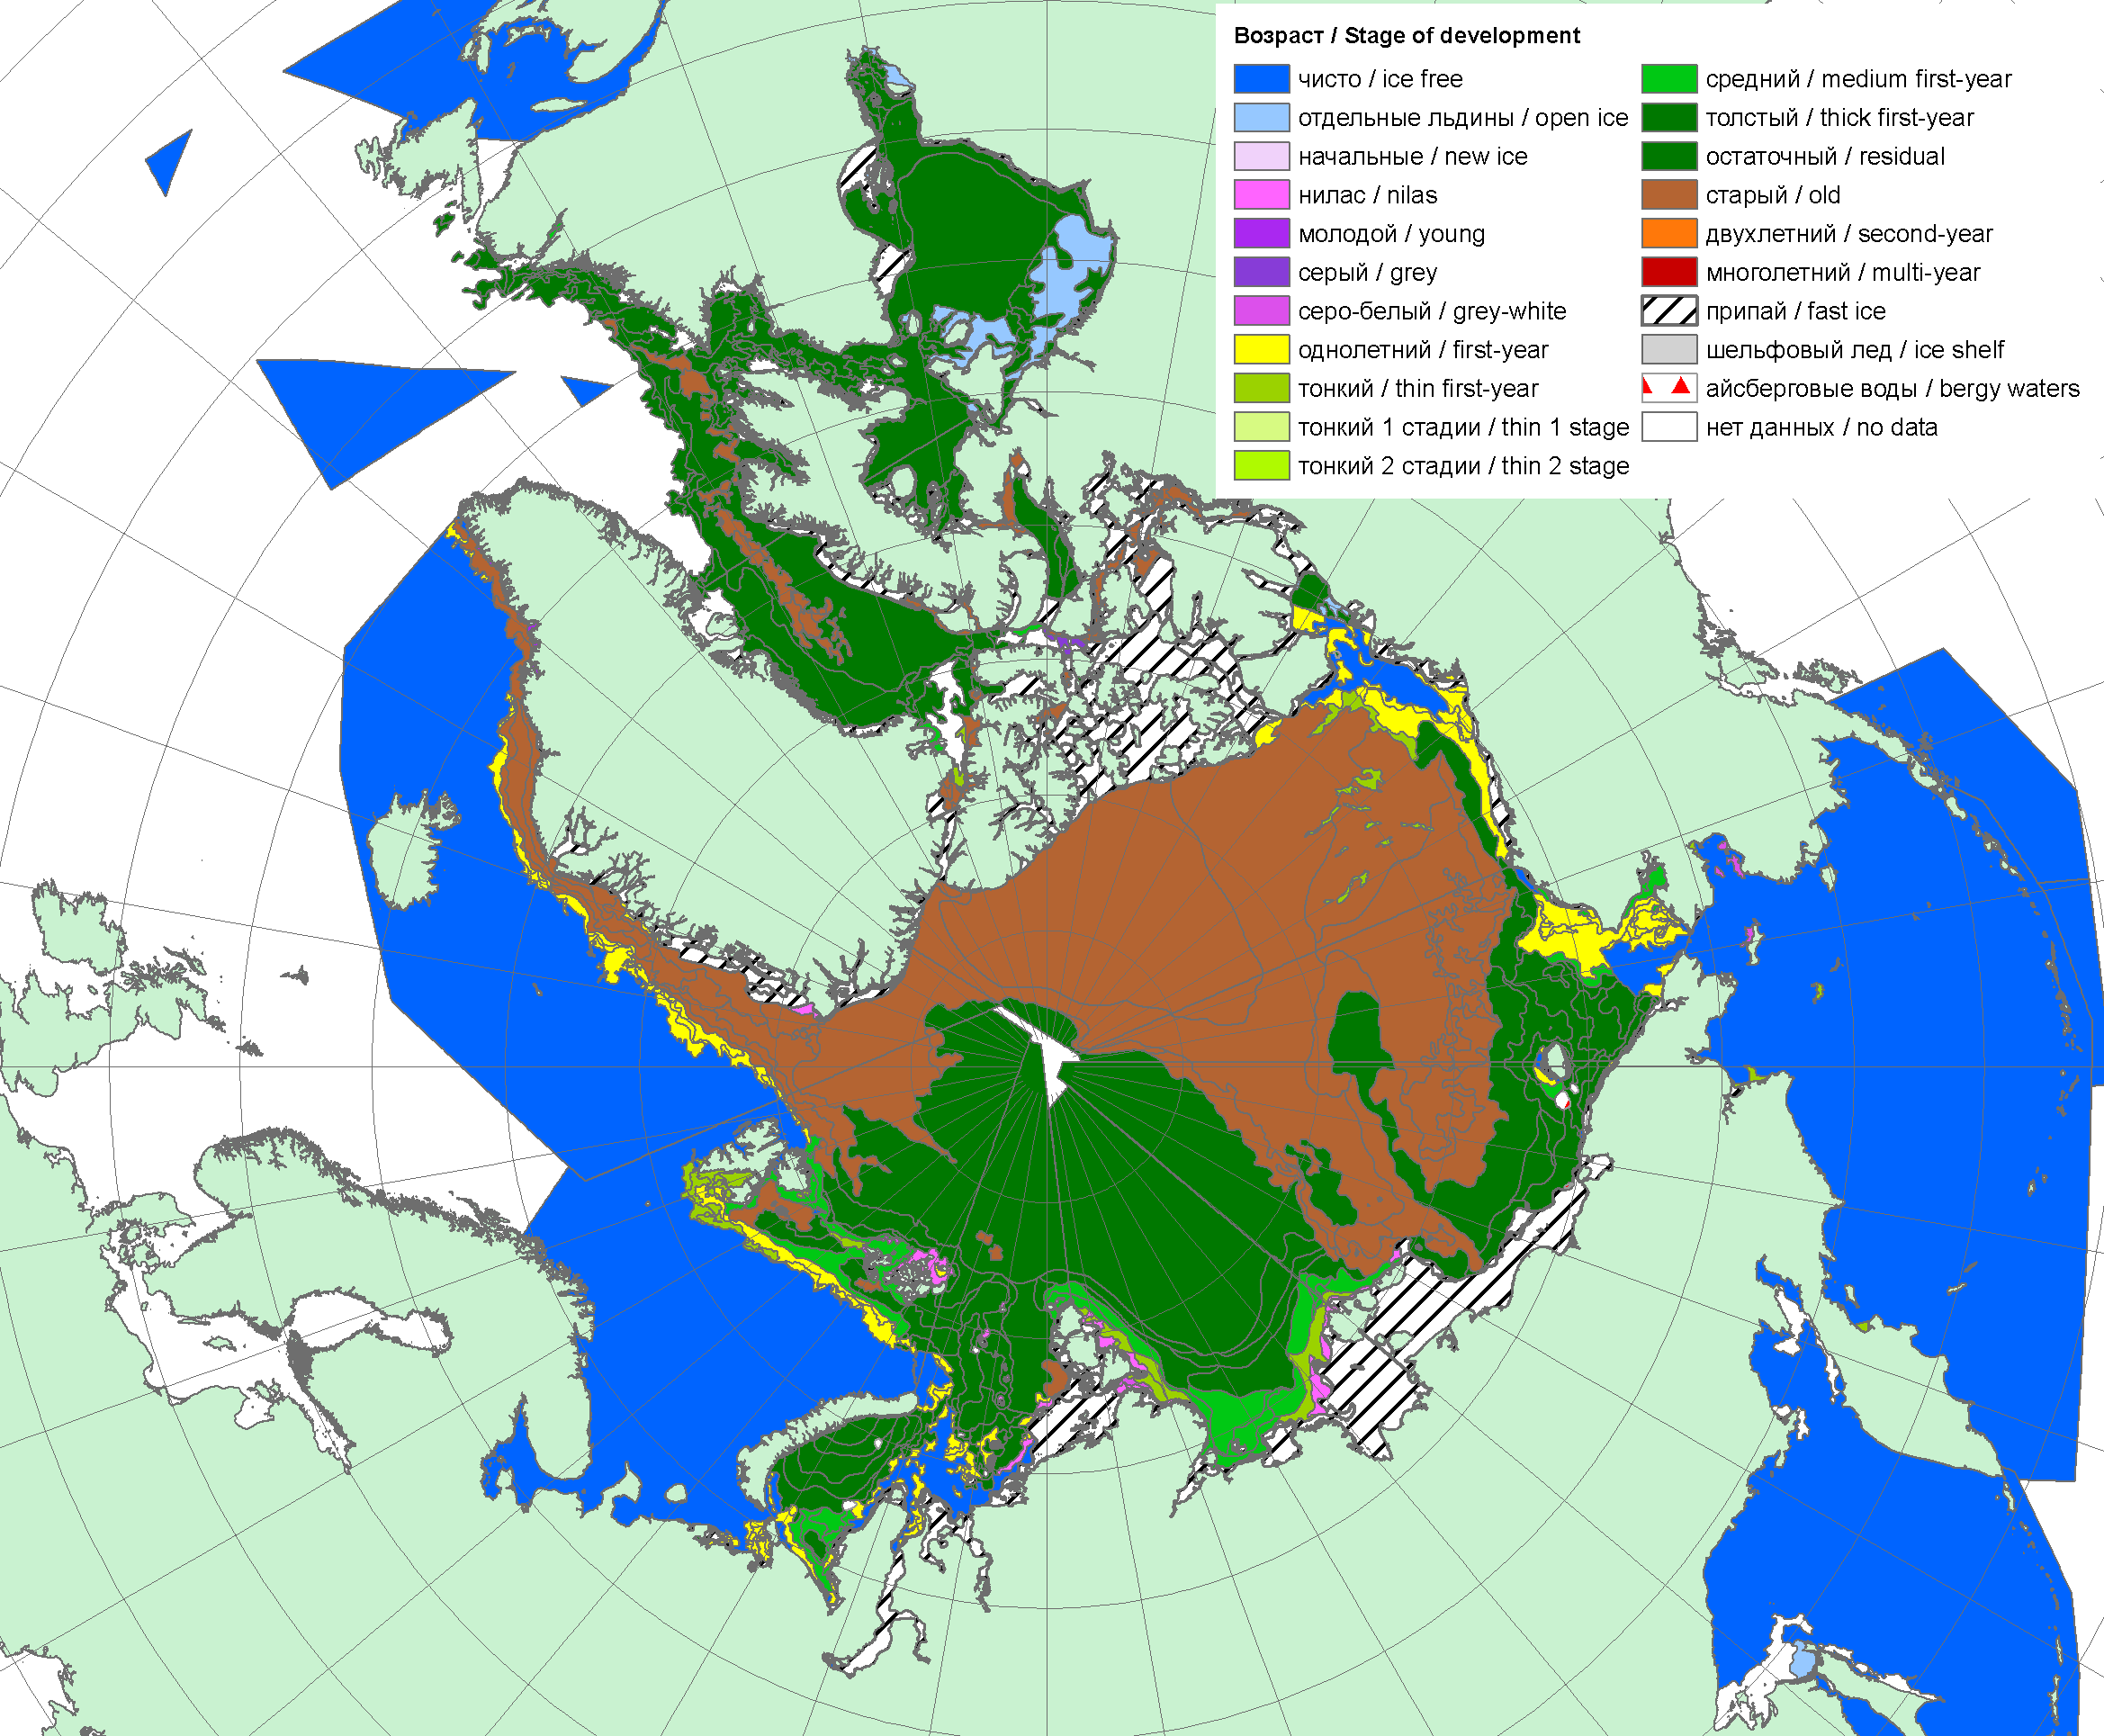 Возраст / Stage of development
чисто / ice free
отдельные льдины / open ice
начальные / new ice
нилас / nilas
молодой / young
серый / grey
серо-белый / grey-white
однолетний / first-year
тонкий / thin first-year
тонкий 1 стадии / thin 1 stage
тонкий 2 стадии / thin 2 stage
средний / medium first-year
толстый / thick first-year
остаточный / residual
старый / old
двухлетний / second-year
многолетний / multi-year
припай / fast ice
шельфовый лед / ice shelf
айсберговые воды / bergy waters
нет данных / no data